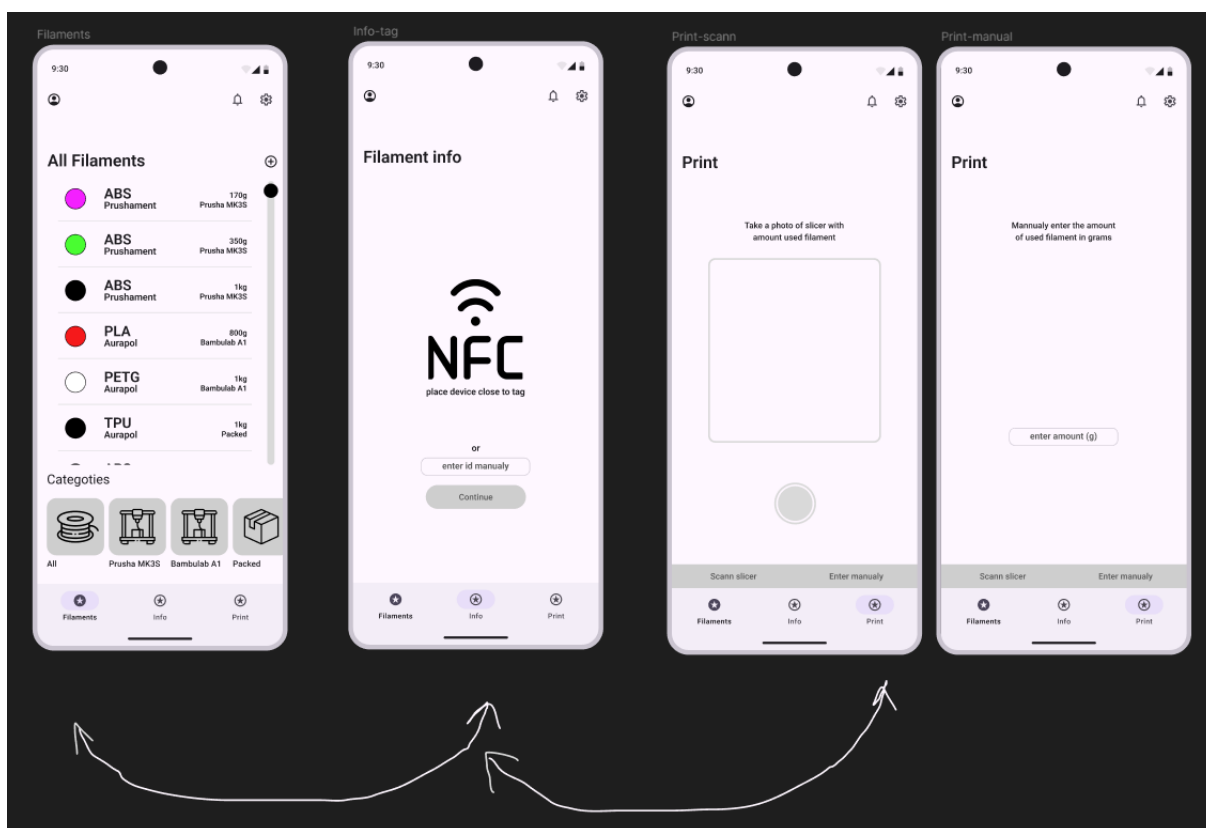 Filaments
9:30
All Filaments
ABS
Prushament
170g
Prusha MK3S
ABS
Prushament
350g
Prusha MK3S
ABS
Prushament
1kg
Prusha MK3S
PLA
Aurapol
800g
Bambulab A1
PETG
Aurapol
1kg
Bambulab A1
TPU
Aurapol
1kg
Packed
Categoties
All
Prusha MK3S
Bambulab A1
Packed
Filaments
Info
Print
Info-tag
9:30
Filament info
NFC
place device close to tag
or
enter id manualy
Continue
Filaments
Info
Print
Print-scann
9:30
Print
Take a photo of slicer with
amount used filament
Scann slicer
Enter manualy
Filaments
Info
Print
Print-manual
9:30
Print
Mannualy enter the amount
of used filament in grams
enter amount (g)
Scann slicer
Enter manualy
Filaments
Info
Print